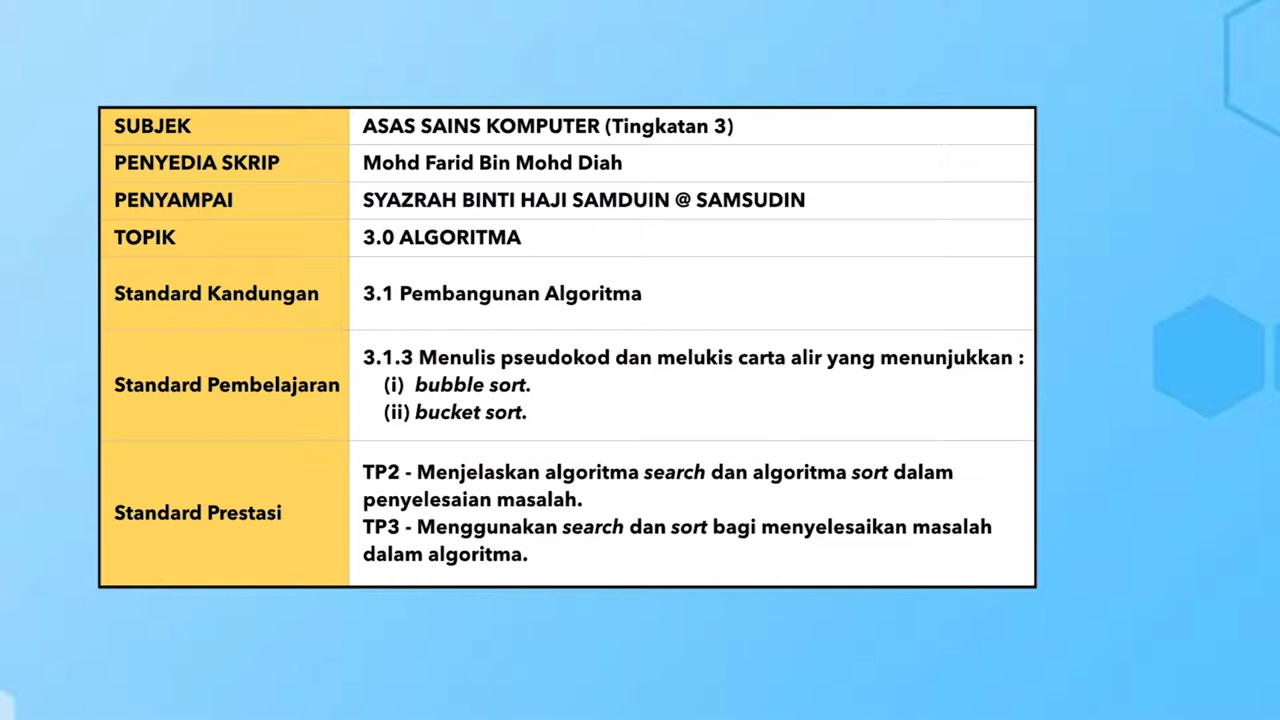 SUBJEK
ASAS SAINS KOMPUTER (Tingkatan 3)
PENYEDIA SKRIP
Mohd Farid Bin Mohd Diah
PENYAMPAI
SYAZRAH BINTI HAJI SAMDUIN @ SAMSUDIN
TOPIK
3.0 ALGORITMA
Standard Kandungan
3.1 Pembangunan Algoritma
Standard Pembelajaran
3.1.3 Menulis pseudokod dan melukis carta alir yang menunjukkan :
(i) bubble sort.
(ii) bucket sort.
Standard Prestasi
TP2 - Menjelaskan algoritma search dan algoritma sort dalam
penyelesaian masalah.
TP3 - Menggunakan search dan sort bagi menyelesaikan masalah
dalam algoritma.